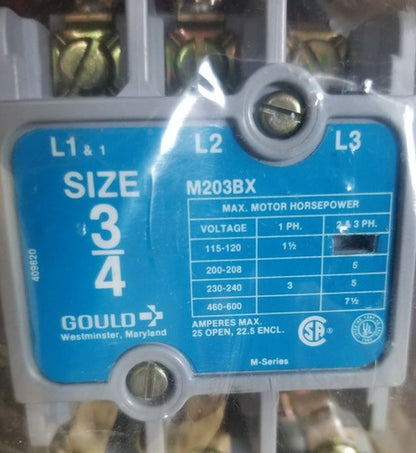 L1 & 1 L2 L3
SIZE
3/4
M203BX
MAX. MOTOR HORSEPOWER
VOLTAGE 1 PH. 2 & 3 PH.
115-120 1½
200-208 5
230-240 3 5
460-600 7½
AMPERES MAX.
25 OPEN, 22.5 ENCL.
GOULD
Westminster, Maryland
409620
M-Series